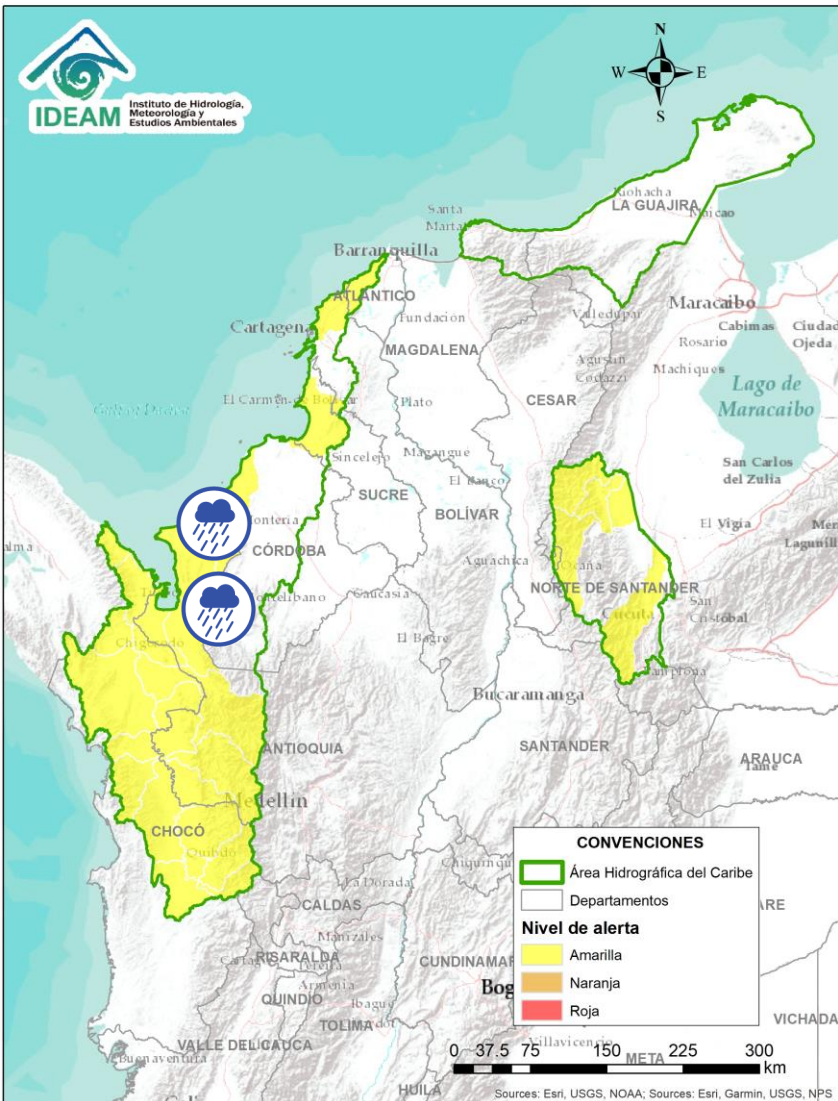 N
W
E
S
IDEAM
Instituto de Hidrología,
Meteorología y
Estudios Ambientales
Riohacha
LA GUAJIRA
Maicao
Santa
Marta
Barranquilla
ATLÁNTICO
Maracaibo
Cartagena
Fundación
Valledupar
Cabimas
Ciudad
Ojeda
Rosario
MAGDALENA
Agustín
Codazzi
Machiques
Lago de
Maracaibo
El Carmen de Bolívar
Plato
CESAR
Sincelejo
Magangué
San Carlos
del Zulia
El Banco
SUCRE
BOLÍVAR
El Vigía
Montería
CÓRDOBA
Aguachica
Ocaña
NORTE DE SANTANDER
Caucasia
San
Cristóbal
Cúcuta
El Bagre
Chigorodó
Pamplona
Bucaramanga
ANTIOQUIA
SANTANDER
ARAUCA
Tame
Medellín
CHOCÓ
Quibdó
La Dorada
CALDAS
Manizales
RISARALDA
Pereira
CUNDINAMAR
Armenia
QUINDIO
Ibagué
TOLIMA
Bog
VICHADA
VALLE DEL CAUCA
Buenaventura
Villavicencio
META
HUILA
CONVENCIONES
Área Hidrográfica del Caribe
Departamentos
Nivel de alerta
Amarilla
Naranja
Roja
0 37.5 75 150 225 300
km
Sources: Esri, USGS, NOAA; Sources: Esri, Garmin, USGS, NPS